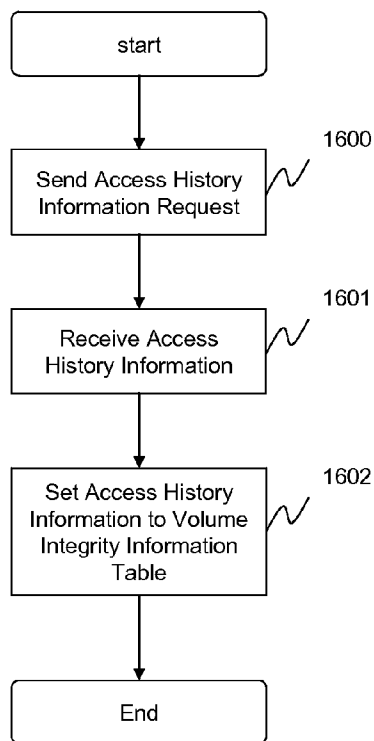 start
1600
Send Access History
Information Request
1601
Receive Access
History Information
1602
Set Access History
Information to Volume
Integrity Information
Table
End